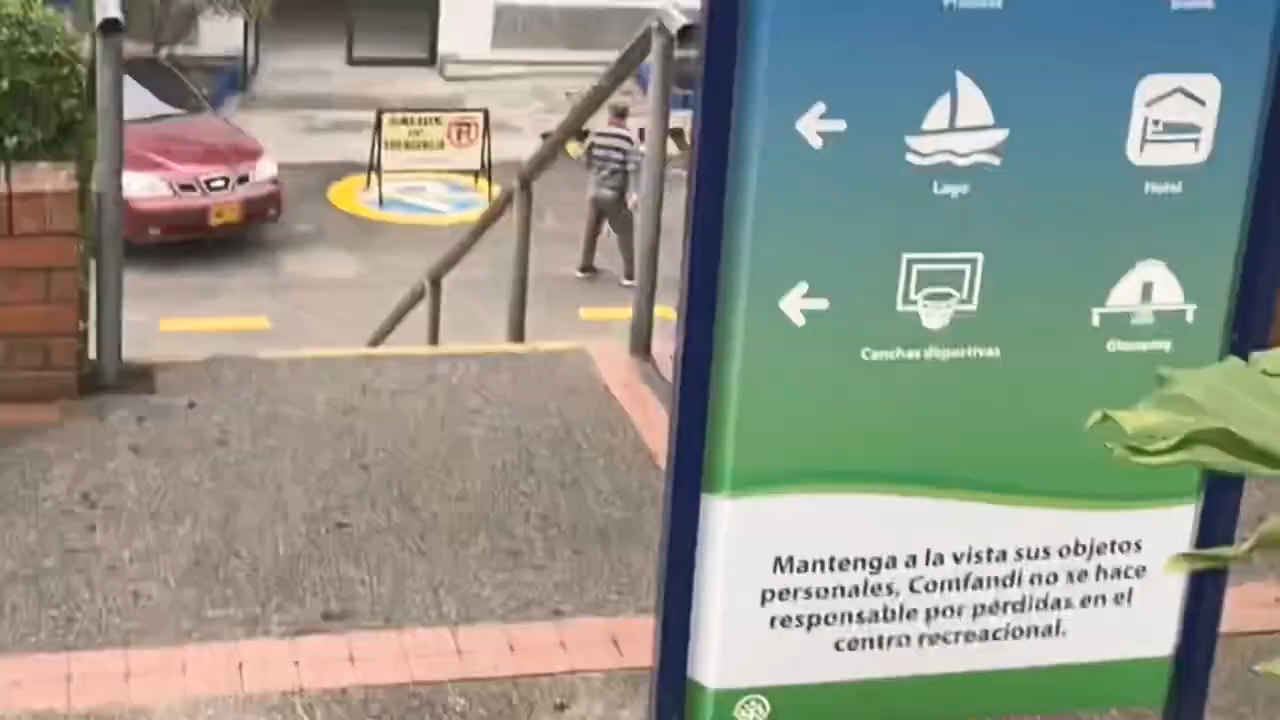 Lago
Hotel
Canchas deportivas
Glamping
Mantenga a la vista sus objetos
personales, Comfandi no se hace
responsable por pérdidas en el
centro recreacional.